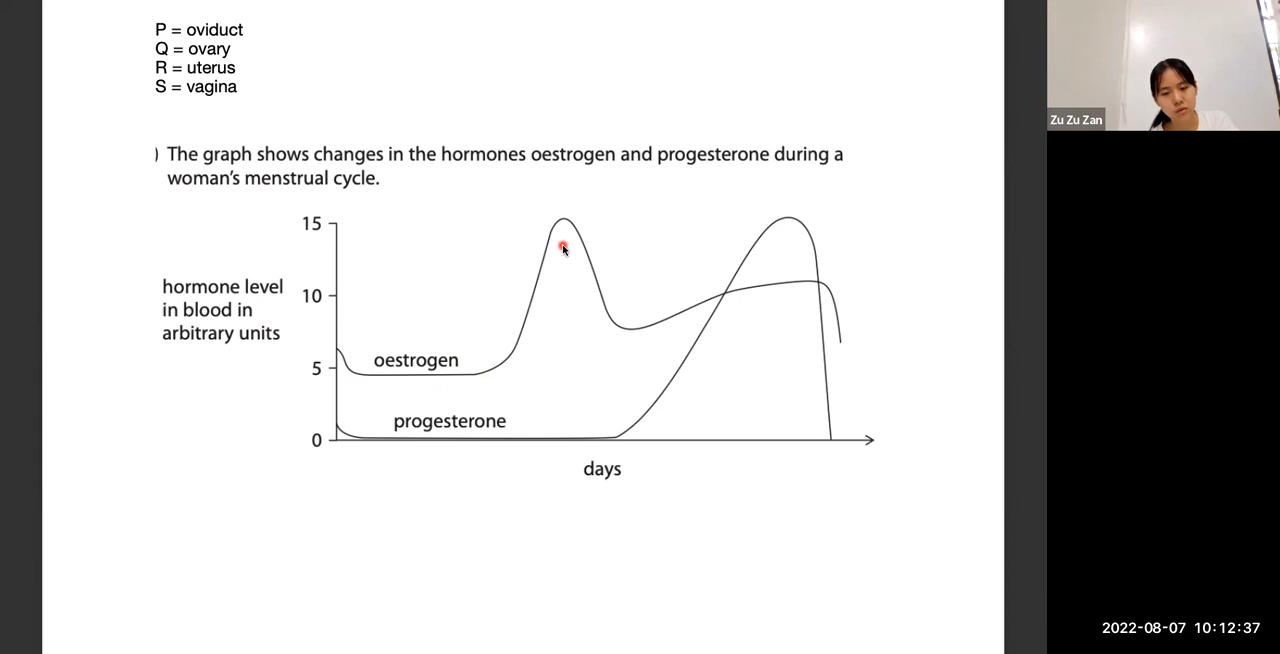 P = oviduct
Q = ovary
R = uterus
S = vagina
) The graph shows changes in the hormones oestrogen and progesterone during a
woman's menstrual cycle.
15
hormone level
in blood in
arbitrary units
10
5
0
oestrogen
progesterone
days
Zu Zu Zan
2022-08-07 10:12:37